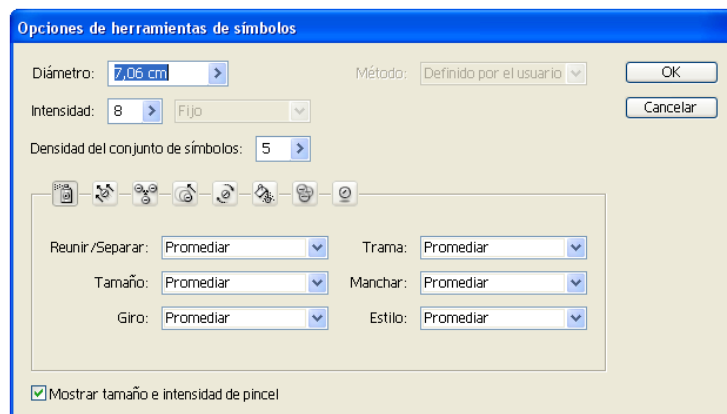 Opciones de herramientas de símbolos
Diámetro: 7,06 cm Método: Definido por el usuario OK
Intensidad: 8 Fijo Cancelar
Densidad del conjunto de símbolos: 5
Reunir/Separar: Promediar Trama: Promediar
Tamaño: Promediar Manchar: Promediar
Giro: Promediar Estilo: Promediar
Mostrar tamaño e intensidad de pincel